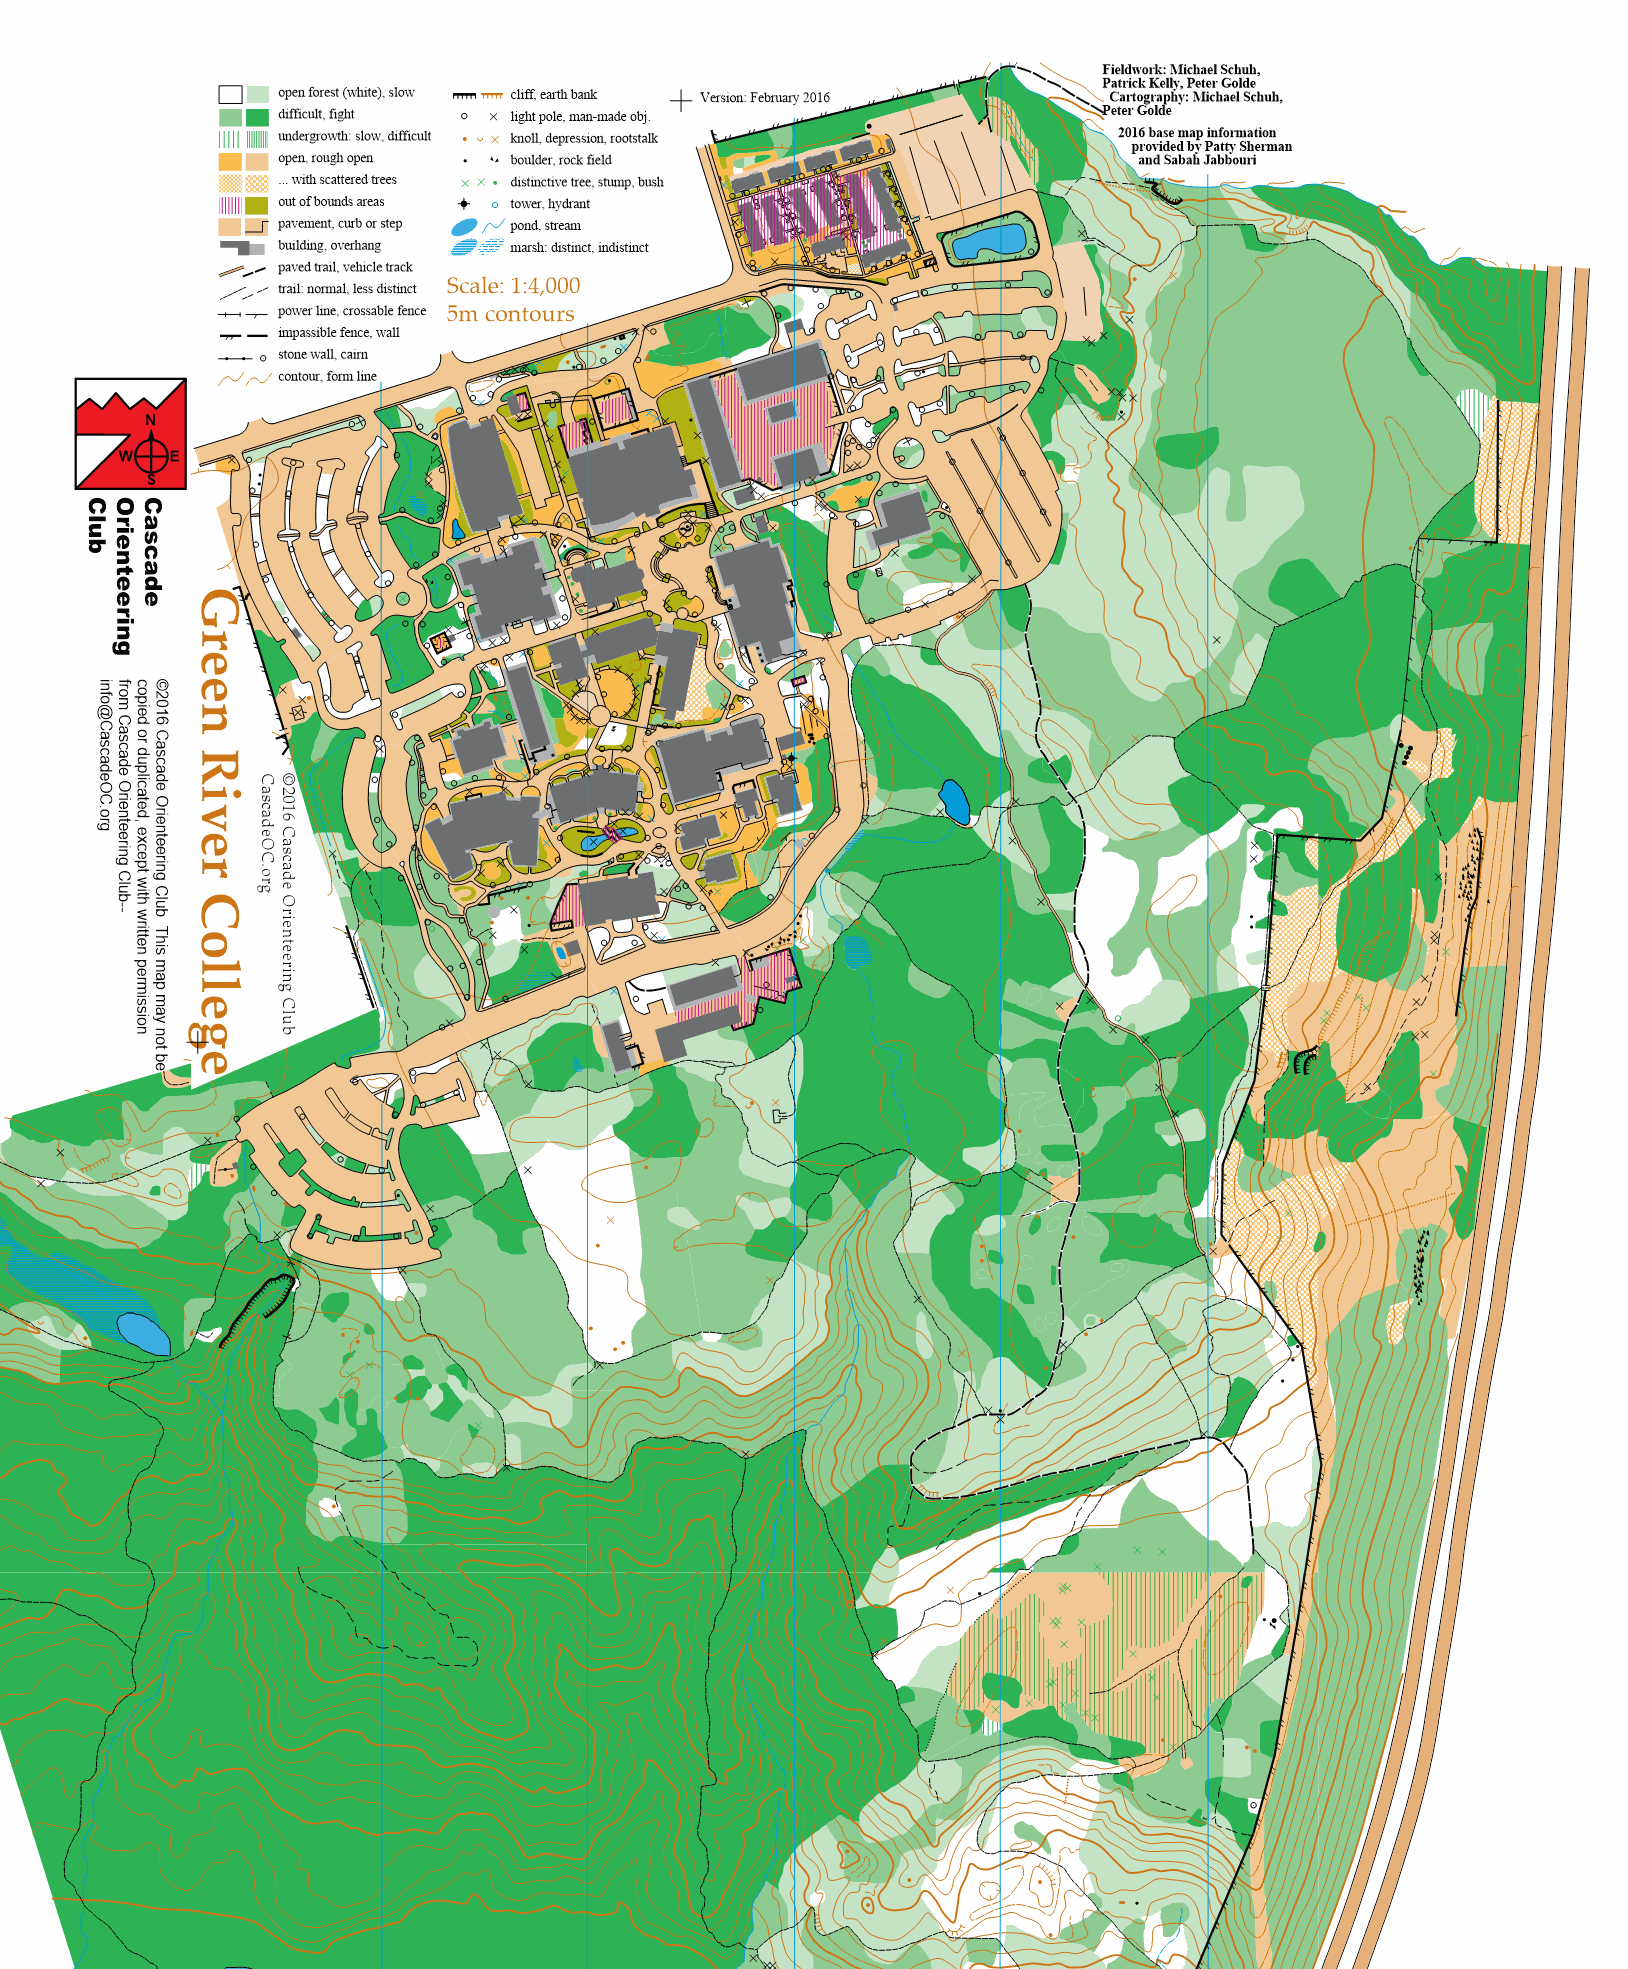 open forest (white), slow
difficult, fight
undergrowth: slow, difficult
open, rough open
... with scattered trees
out of bounds areas
pavement, curb or step
building, overhang
paved trail, vehicle track
trail: normal, less distinct
power line, crossable fence
impassible fence, wall
stone wall, cairn
contour, form line
cliff, earth bank
light pole, man-made obj.
knoll, depression, rootstalk
boulder, rock field
distinctive tree, stump, bush
tower, hydrant
pond, stream
marsh: distinct, indistinct
Scale: 1:4,000
5m contours
Version: February 2016
Fieldwork: Michael Schuh,
Patrick Kelly, Peter Golde
Cartography: Michael Schuh,
Peter Golde
2016 base map information
provided by Patty Sherman
and Sabah Jabbouri
N
W E
S
Cascade
Orienteering
Club
Green River College
©2016 Cascade Orienteering Club This map may not be
copied or duplicated, except with written permission
from Cascade Orienteering Club--
info@CascadeOC.org
©2016 Cascade Orienteering Club
CascadeOC.org